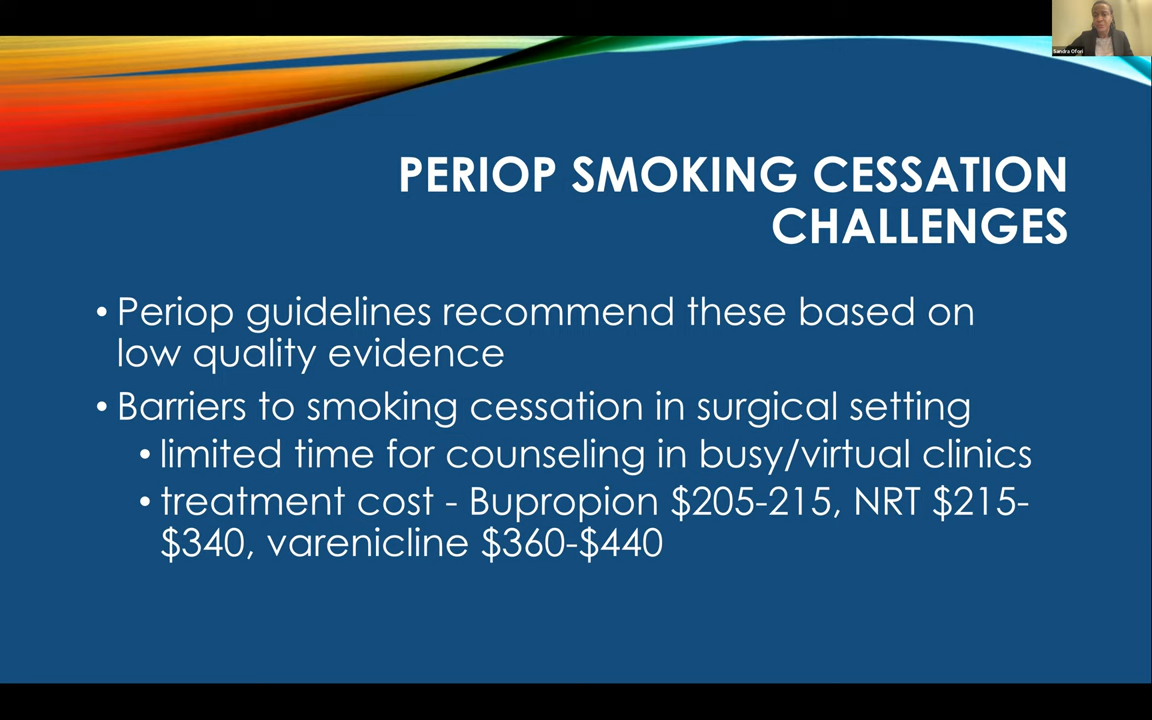 Sandra Ofori
PERIOP SMOKING CESSATION
CHALLENGES
• Periop guidelines recommend these based on
low quality evidence
• Barriers to smoking cessation in surgical setting
• limited time for counseling in busy/virtual clinics
• treatment cost - Bupropion $205-215, NRT $215-
$340, varenicline $360-$440